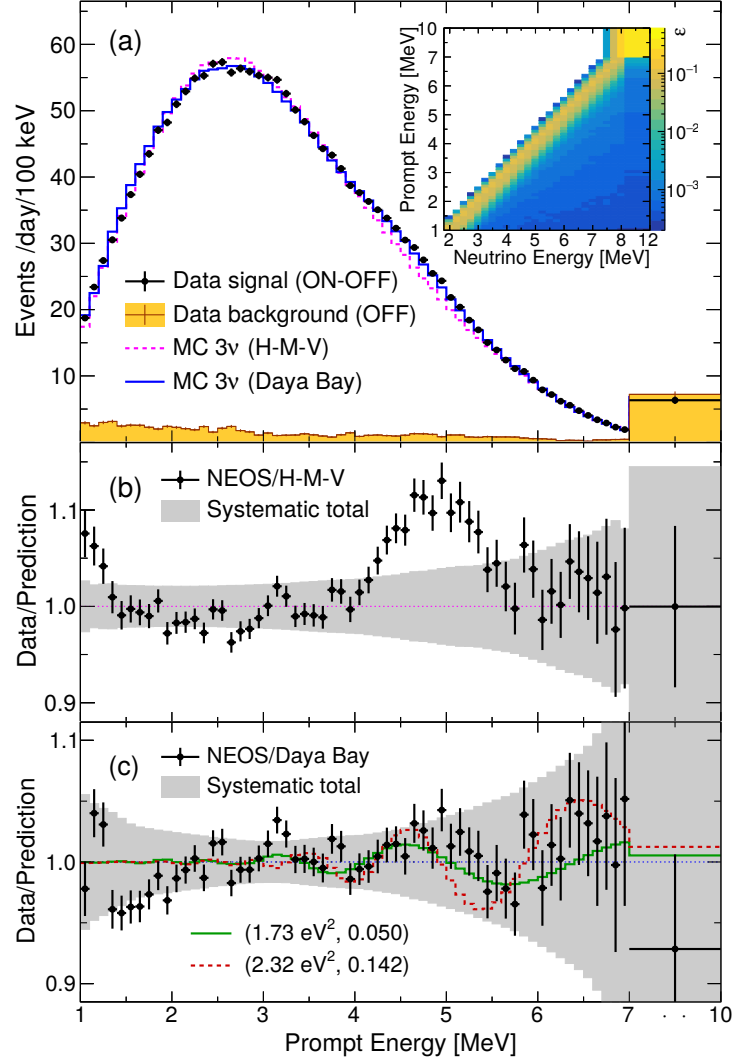 (a)
Events /day/100 keV
60
50
40
30
20
10
Data signal (ON-OFF)
Data background (OFF)
MC 3ν (H-M-V)
MC 3ν (Daya Bay)
Prompt Energy [MeV]
10
7
6
5
4
3
2
1
2 3 4 5 6 7 8 12
Neutrino Energy [MeV]
ε
10⁻¹
10⁻²
10⁻³
(b)
Data/Prediction
1.1
1.0
0.9
NEOS/H-M-V
Systematic total
(c)
Data/Prediction
1.1
1.0
0.9
NEOS/Daya Bay
Systematic total
(1.73 eV², 0.050)
(2.32 eV², 0.142)
1 2 3 4 5 6 7 · · 10
Prompt Energy [MeV]